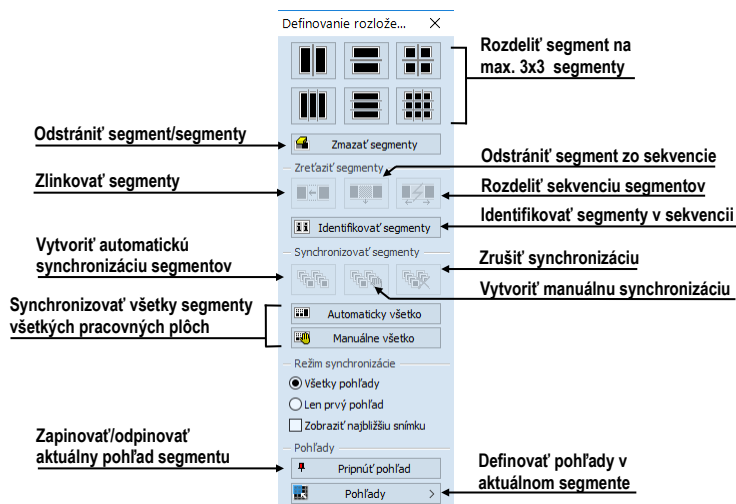 Definovanie rozlože...
Rozdeliť segment na
max. 3x3 segmenty
Odstrániť segment/segmenty
Zmazať segmenty
Zreťaziť segmenty
Odstrániť segment zo sekvencie
Zlinkovať segmenty
Rozdeliť sekvenciu segmentov
Identifikovať segmenty
Identifikovať segmenty v sekvencii
Vytvoriť automatickú
synchronizáciu segmentov
Synchronizovať segmenty
Zrušiť synchronizáciu
Vytvoriť manuálnu synchronizáciu
Synchronizovať všetky segmenty
všetkých pracovných plôch
Automaticky všetko
Manuálne všetko
Režim synchronizácie
Všetky pohľady
Len prvý pohľad
Zobraziť najbližšiu snímku
Pohľady
Zapinovať/odpinovať
aktuálny pohľad segmentu
Pripnúť pohľad
Pohľady
Definovať pohľady v
aktuálnom segmente